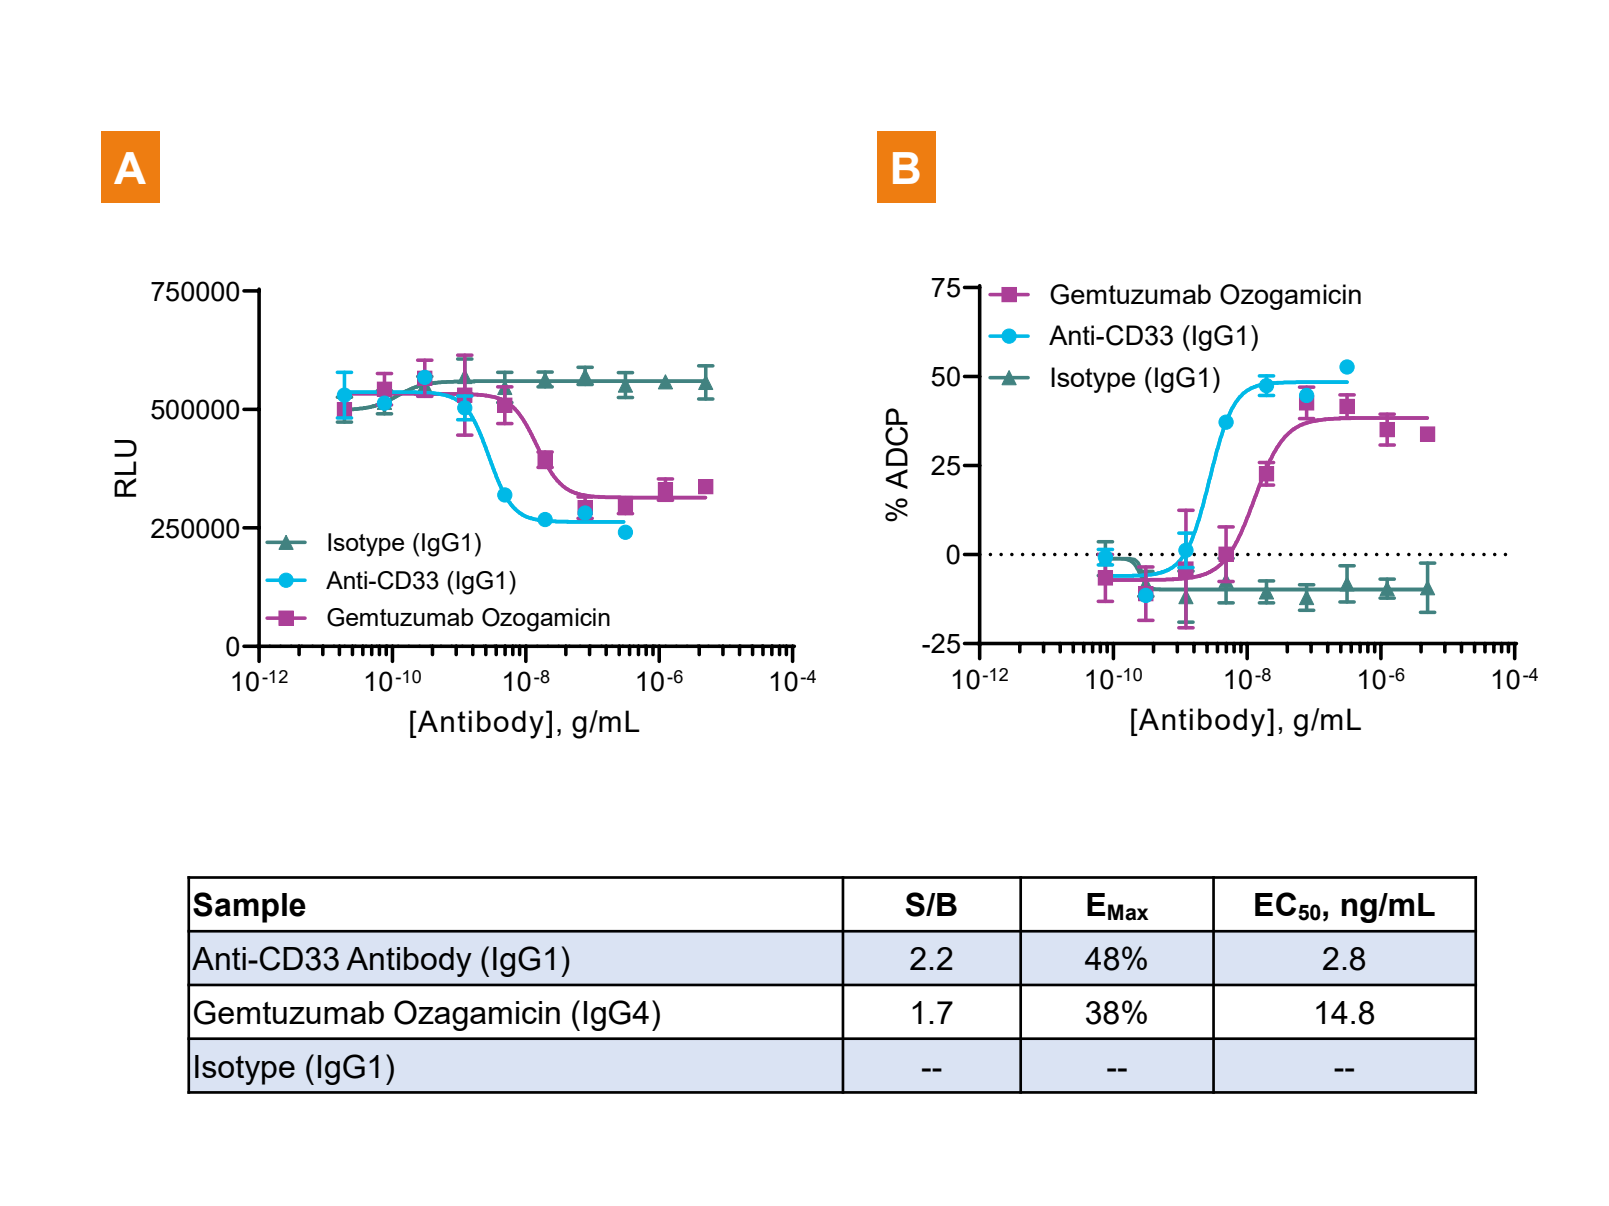 A
B
750000
500000
250000
0
RLU
Isotype (IgG1)
Anti-CD33 (IgG1)
Gemtuzumab Ozogamicin
10-12 10-10 10-8 10-6 10-4
[Antibody], g/mL
75
50
25
0
-25
% ADCP
Gemtuzumab Ozogamicin
Anti-CD33 (IgG1)
Isotype (IgG1)
10-12 10-10 10-8 10-6 10-4
[Antibody], g/mL
Sample S/B EMax EC50, ng/mL
Anti-CD33 Antibody (IgG1) 2.2 48% 2.8
Gemtuzumab Ozagamicin (IgG4) 1.7 38% 14.8
Isotype (IgG1) -- -- --